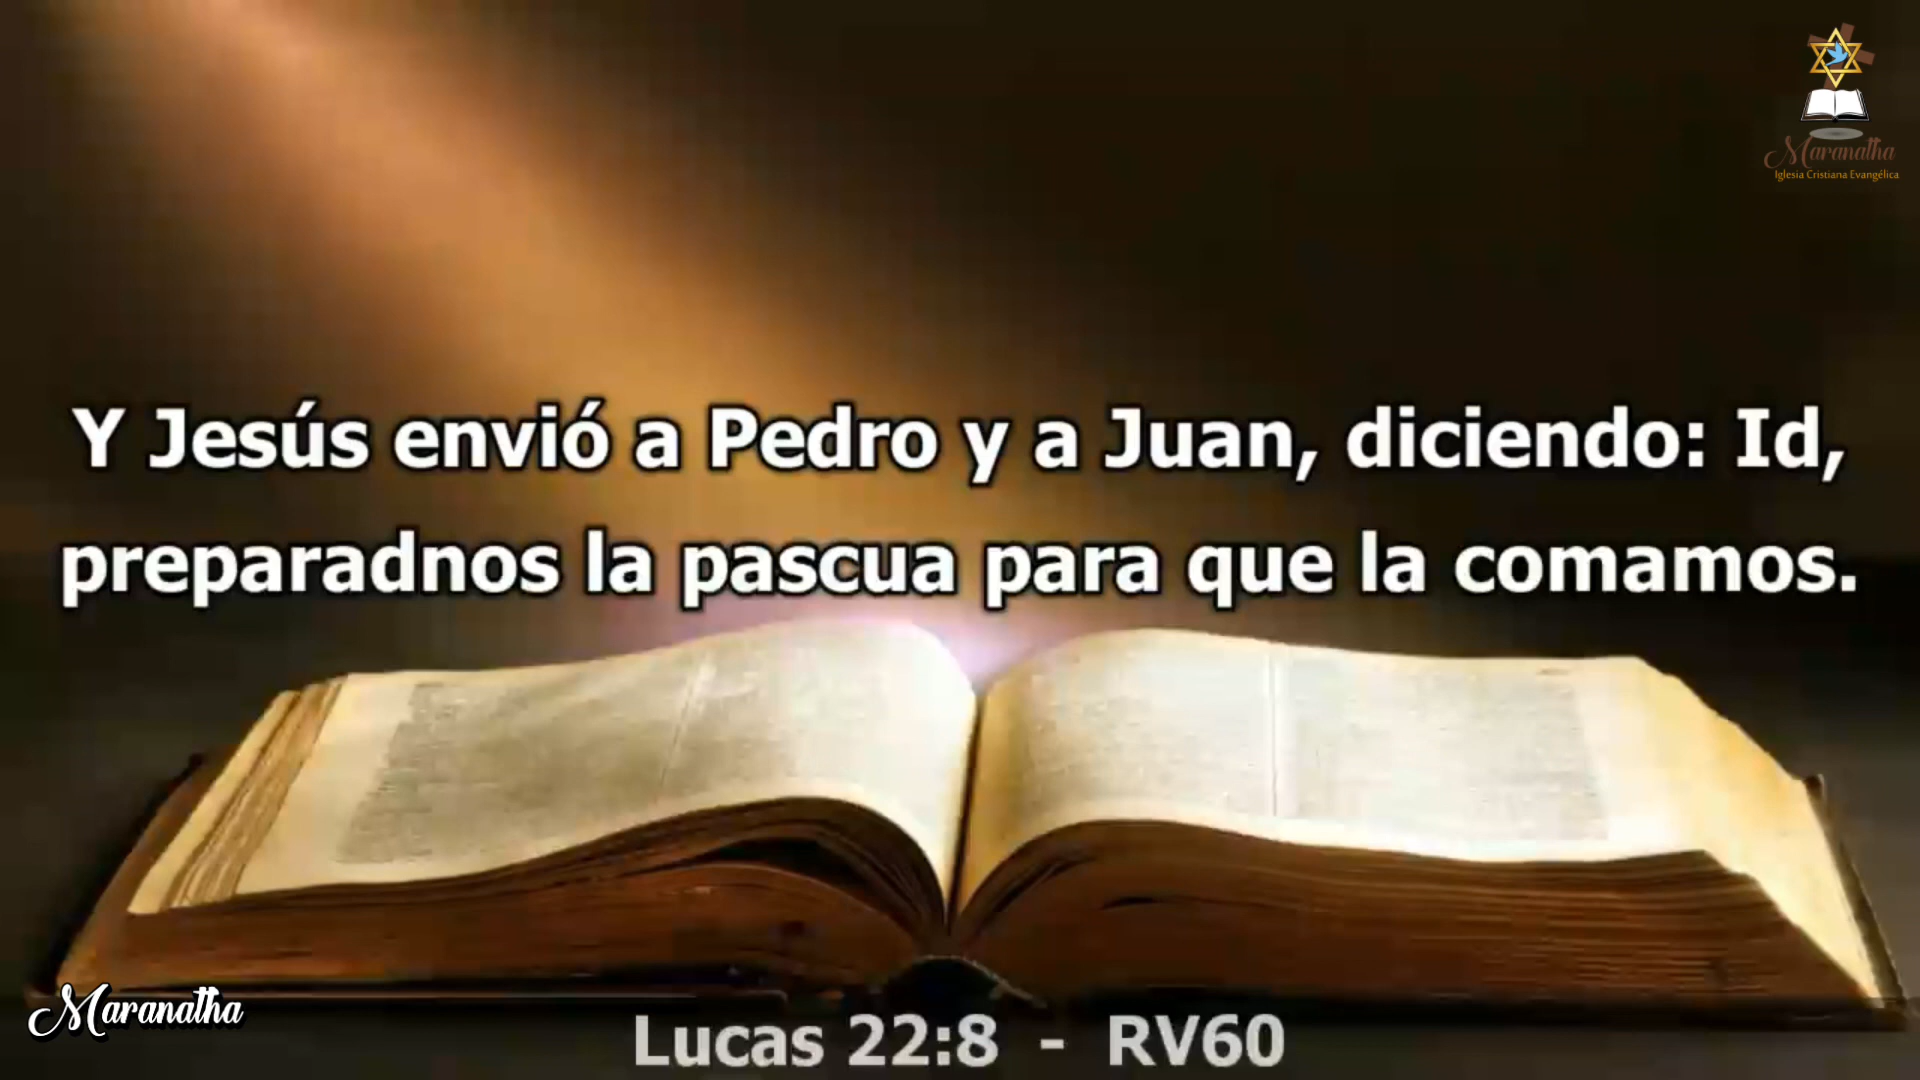 Maranatha
Iglesia Cristiana Evangélica
Y Jesús envió a Pedro y a Juan, diciendo: Id,
preparadnos la pascua para que la comamos.
Maranatha
Lucas 22:8 - RV60